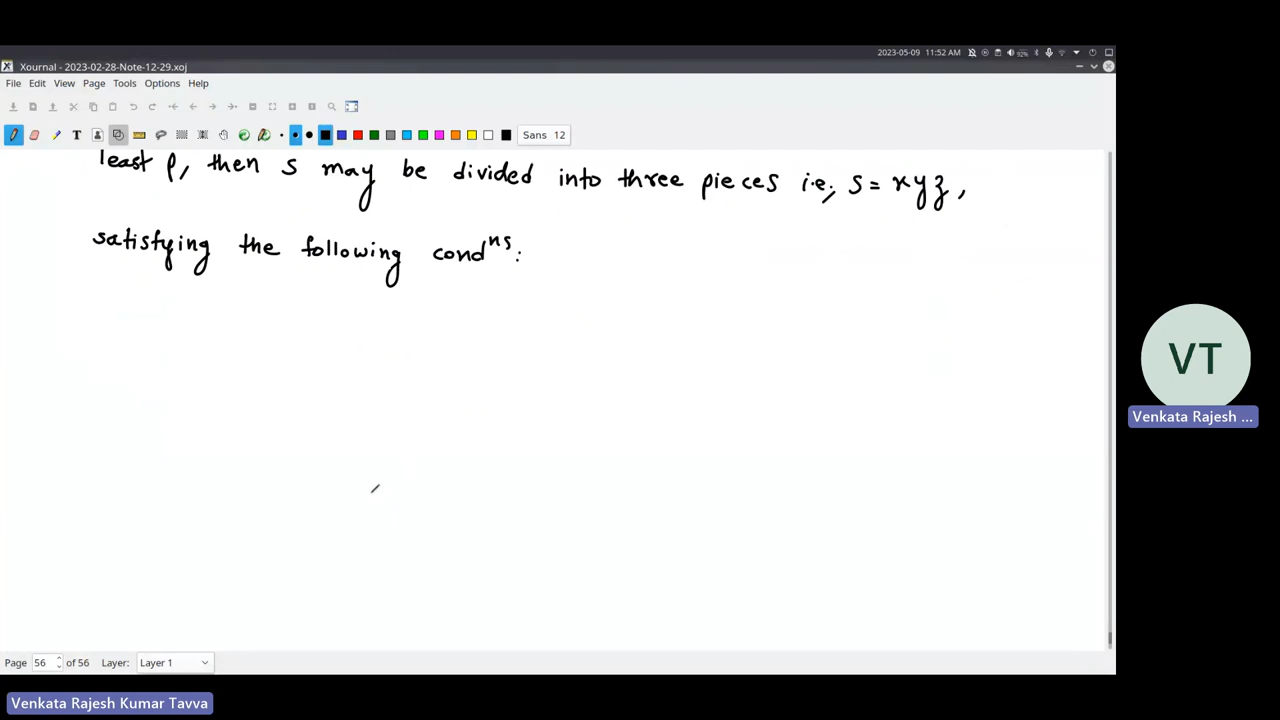 2023-05-09 11:52 AM
Xournal - 2023-02-28-Note-12-29.xoj
File Edit View Page Tools Options Help
Sans 12
least p, then s may be divided into three pieces i.e., s = xyz,
satisfying the following cond^ns:
VT
Venkata Rajesh ...
Page 56 of 56 Layer: Layer 1
Venkata Rajesh Kumar Tavva